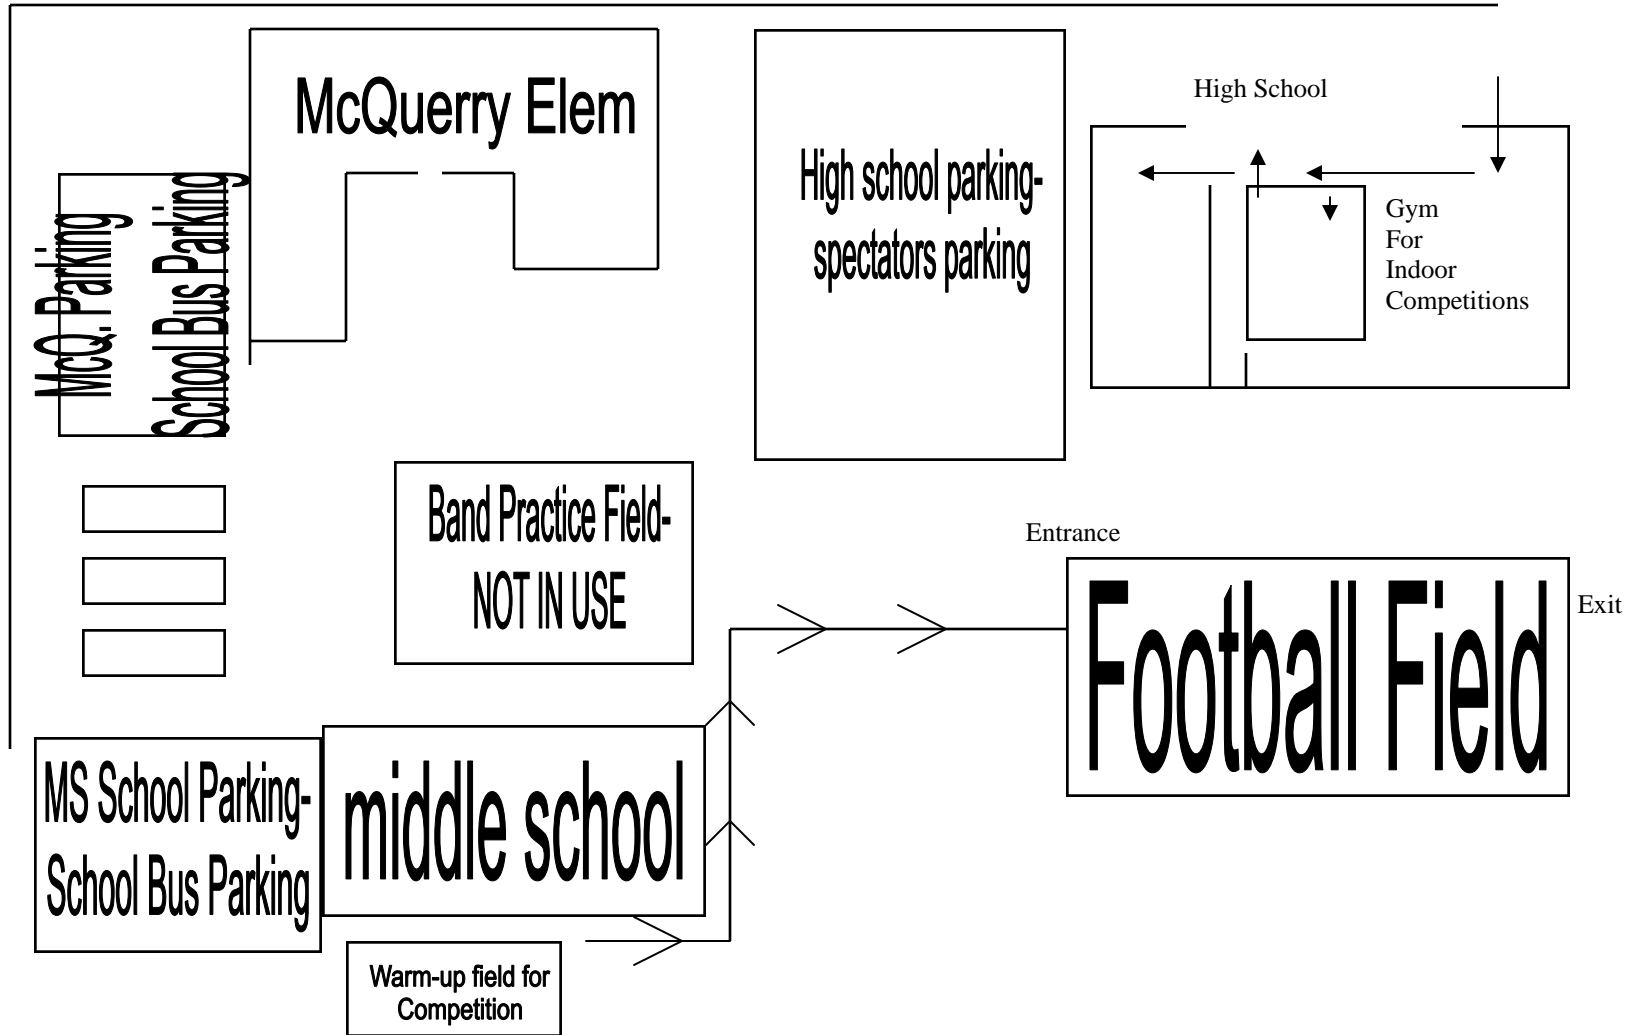 McQuerry Elem
High School
High school parking-
spectators parking
Gym
For
Indoor
Competitions
McQ. Parking
School Bus Parking
Band Practice Field-
NOT IN USE
Entrance
Football Field
Exit
MS School Parking-
School Bus Parking
middle school
Warm-up field for
Competition